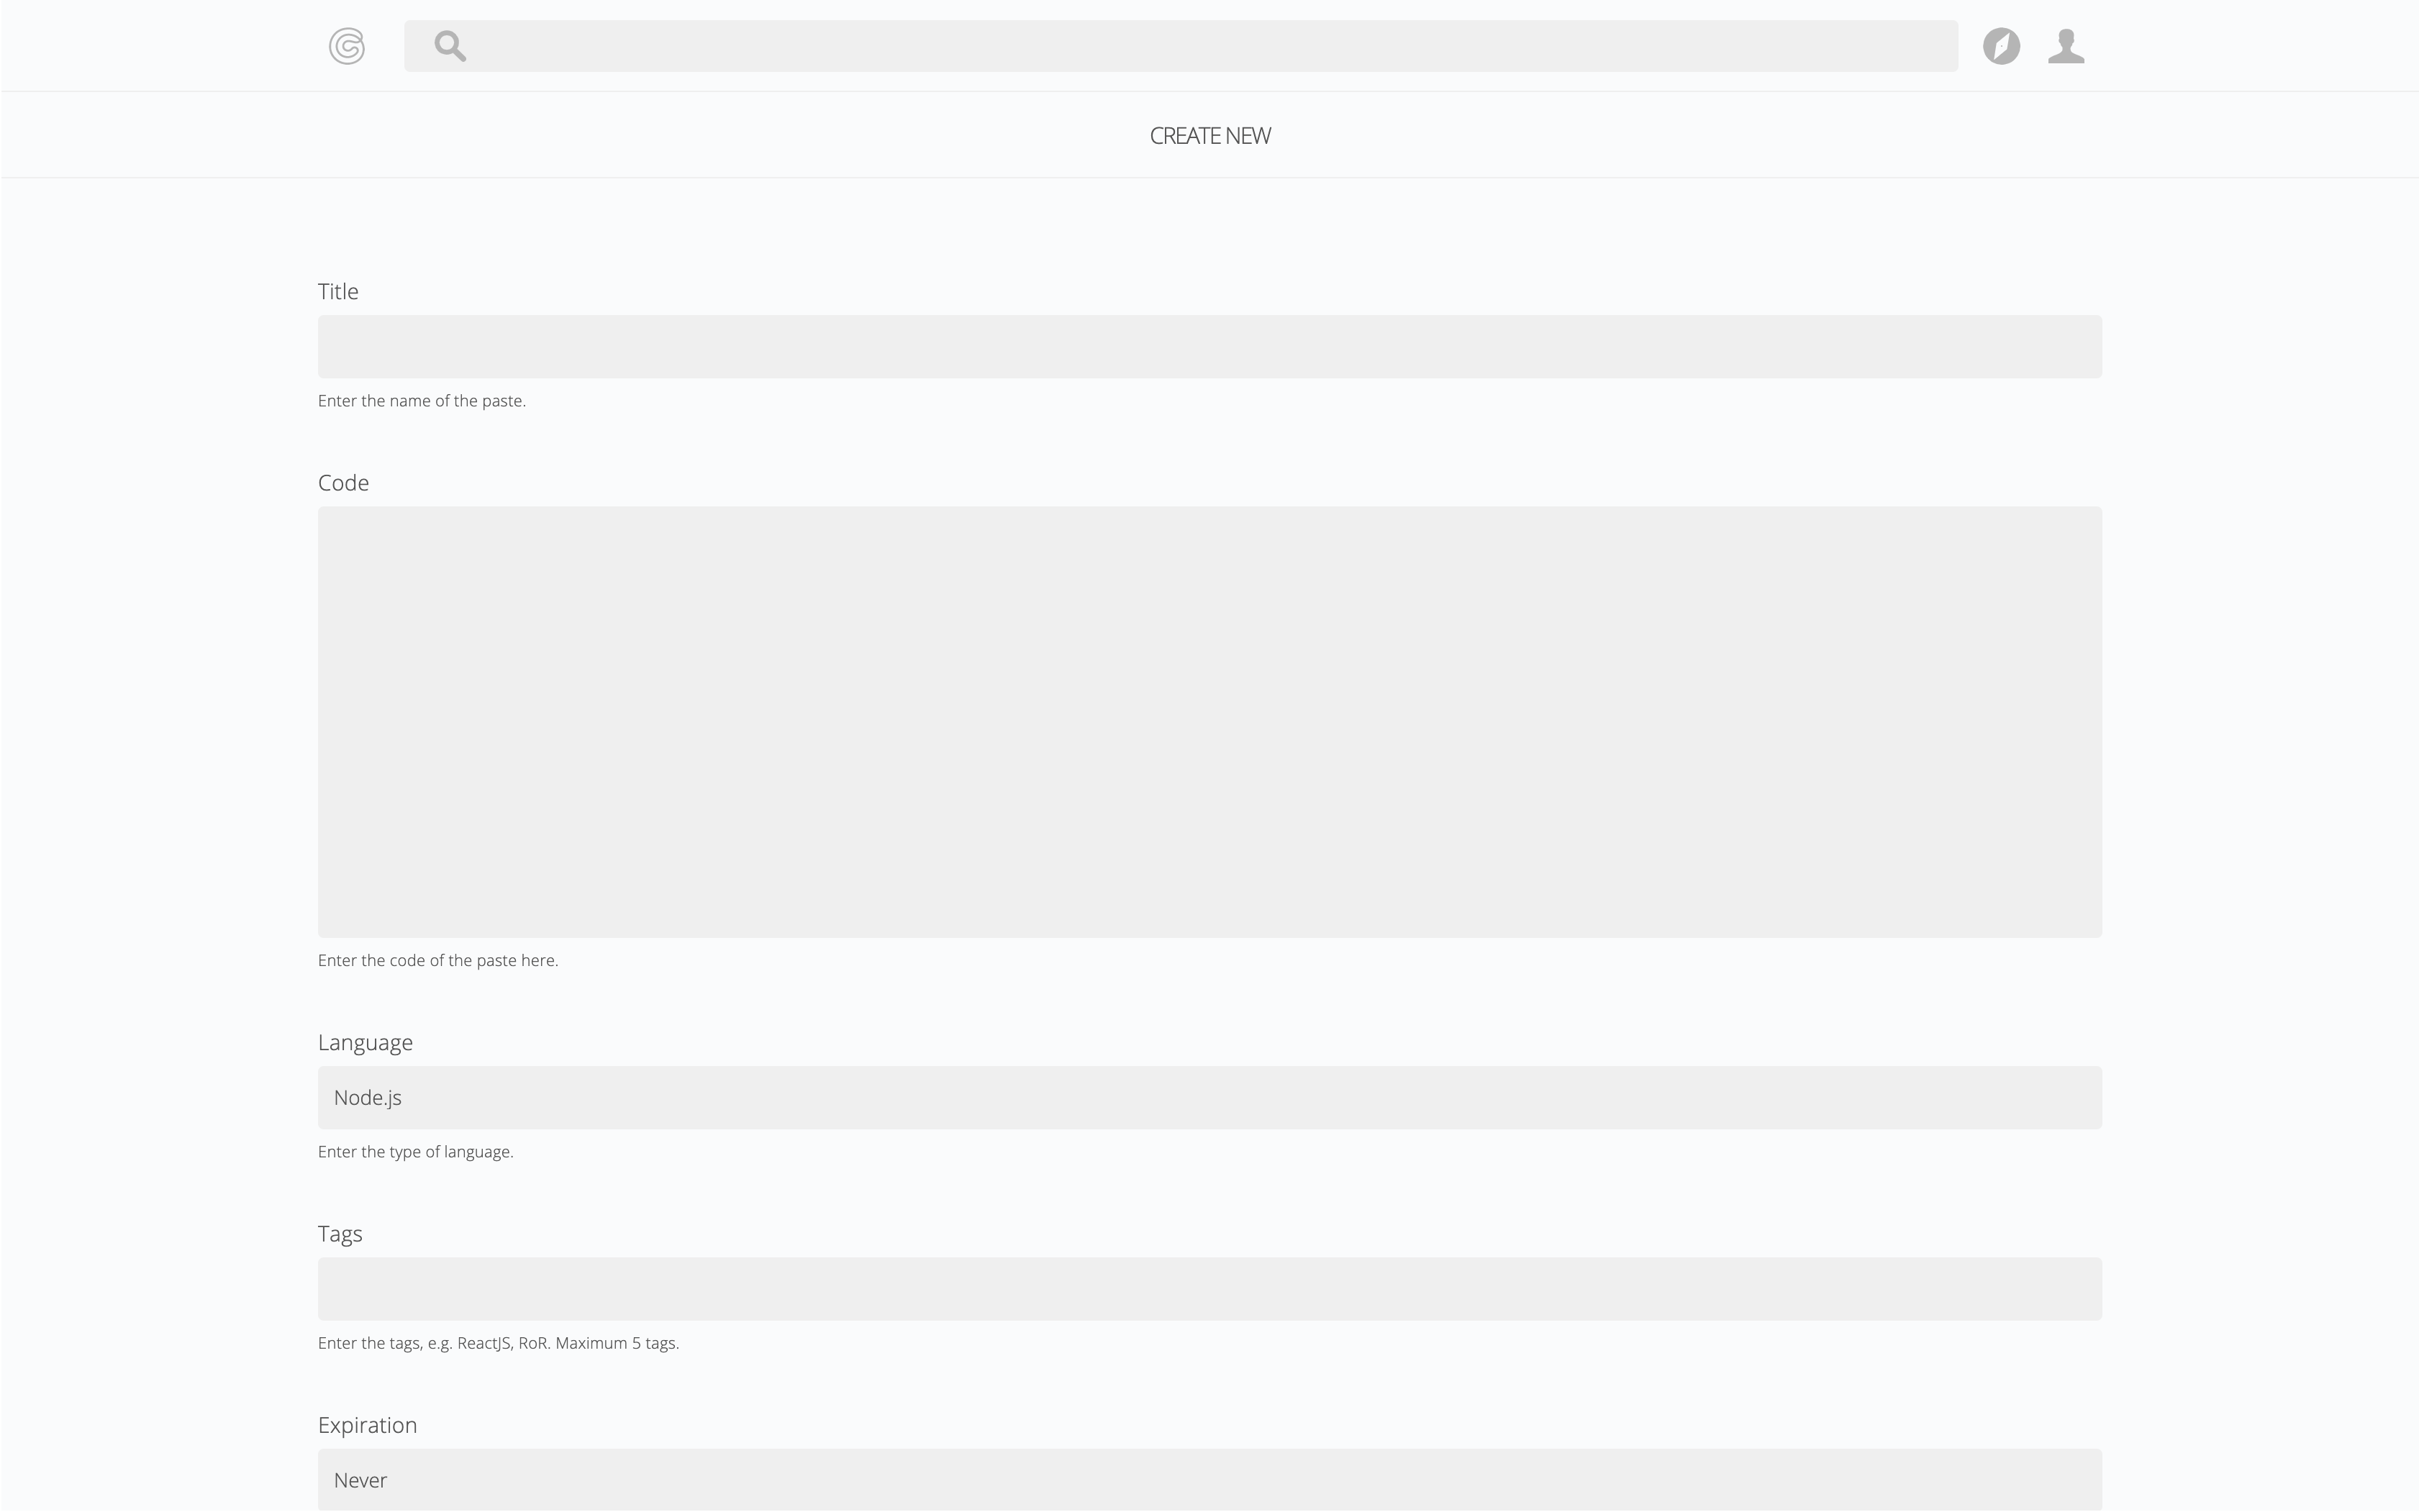 CREATE NEW
Title
Enter the name of the paste.
Code
Enter the code of the paste here.
Language
Node.js
Enter the type of language.
Tags
Enter the tags, e.g. ReactJS, RoR. Maximum 5 tags.
Expiration
Never